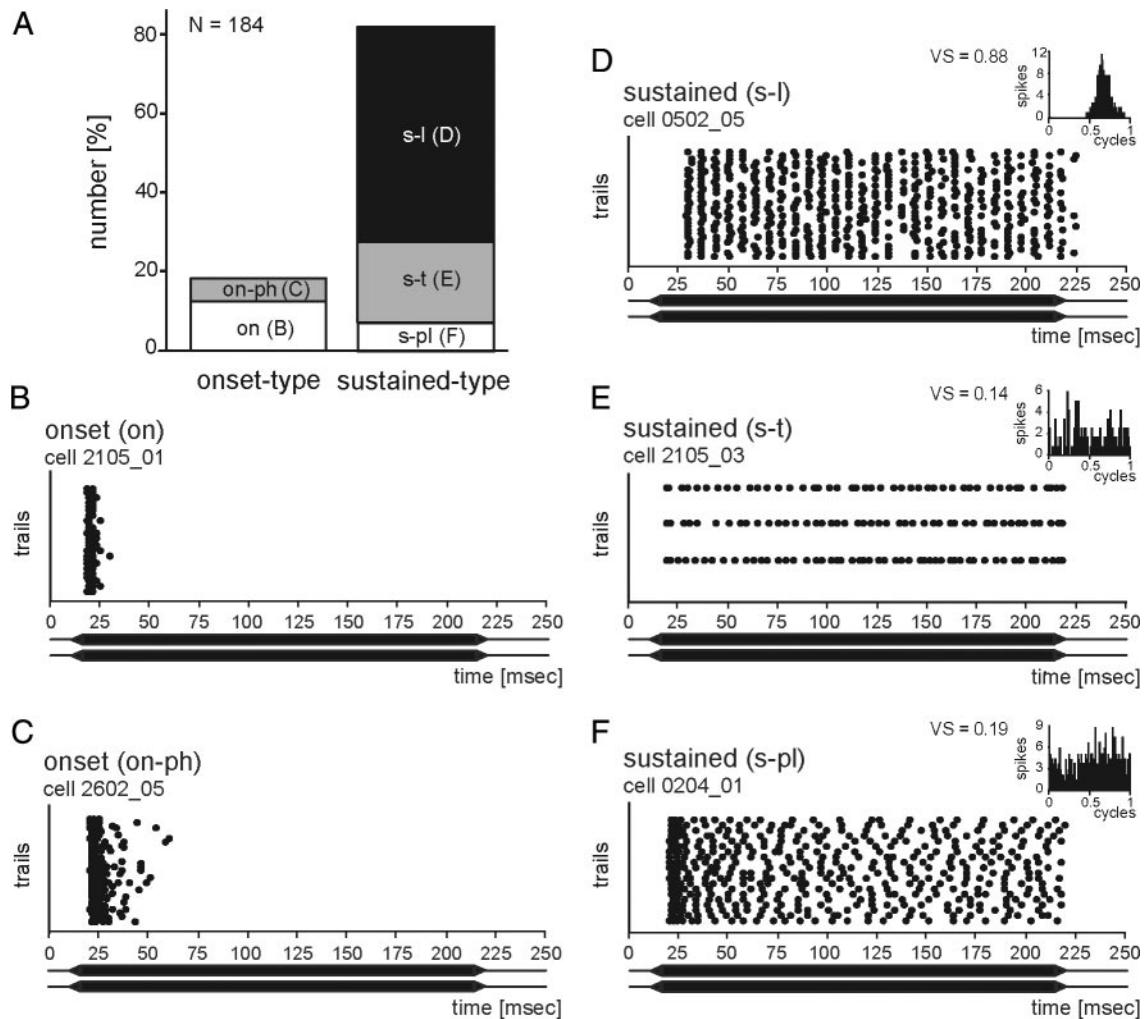 A
N = 184
80
60
40
20
0
number [%]
s-l (D)
s-t (E)
s-pl (F)
on-ph (C)
on (B)
onset-type
sustained-type
B
onset (on)
cell 2105_01
trails
0 25 50 75 100 125 150 175 200 225 250
time [msec]
C
onset (on-ph)
cell 2602_05
trails
0 25 50 75 100 125 150 175 200 225 250
time [msec]
D
sustained (s-l)
cell 0502_05
VS = 0.88
12
8
4
0
spikes
0 0.5 1
cycles
trails
0 25 50 75 100 125 150 175 200 225 250
time [msec]
E
sustained (s-t)
cell 2105_03
VS = 0.14
6
4
2
0
spikes
0 0.5 1
cycles
trails
0 25 50 75 100 125 150 175 200 225 250
time [msec]
F
sustained (s-pl)
cell 0204_01
VS = 0.19
9
6
3
0
spikes
0 0.5 1
cycles
trails
0 25 50 75 100 125 150 175 200 225 250
time [msec]